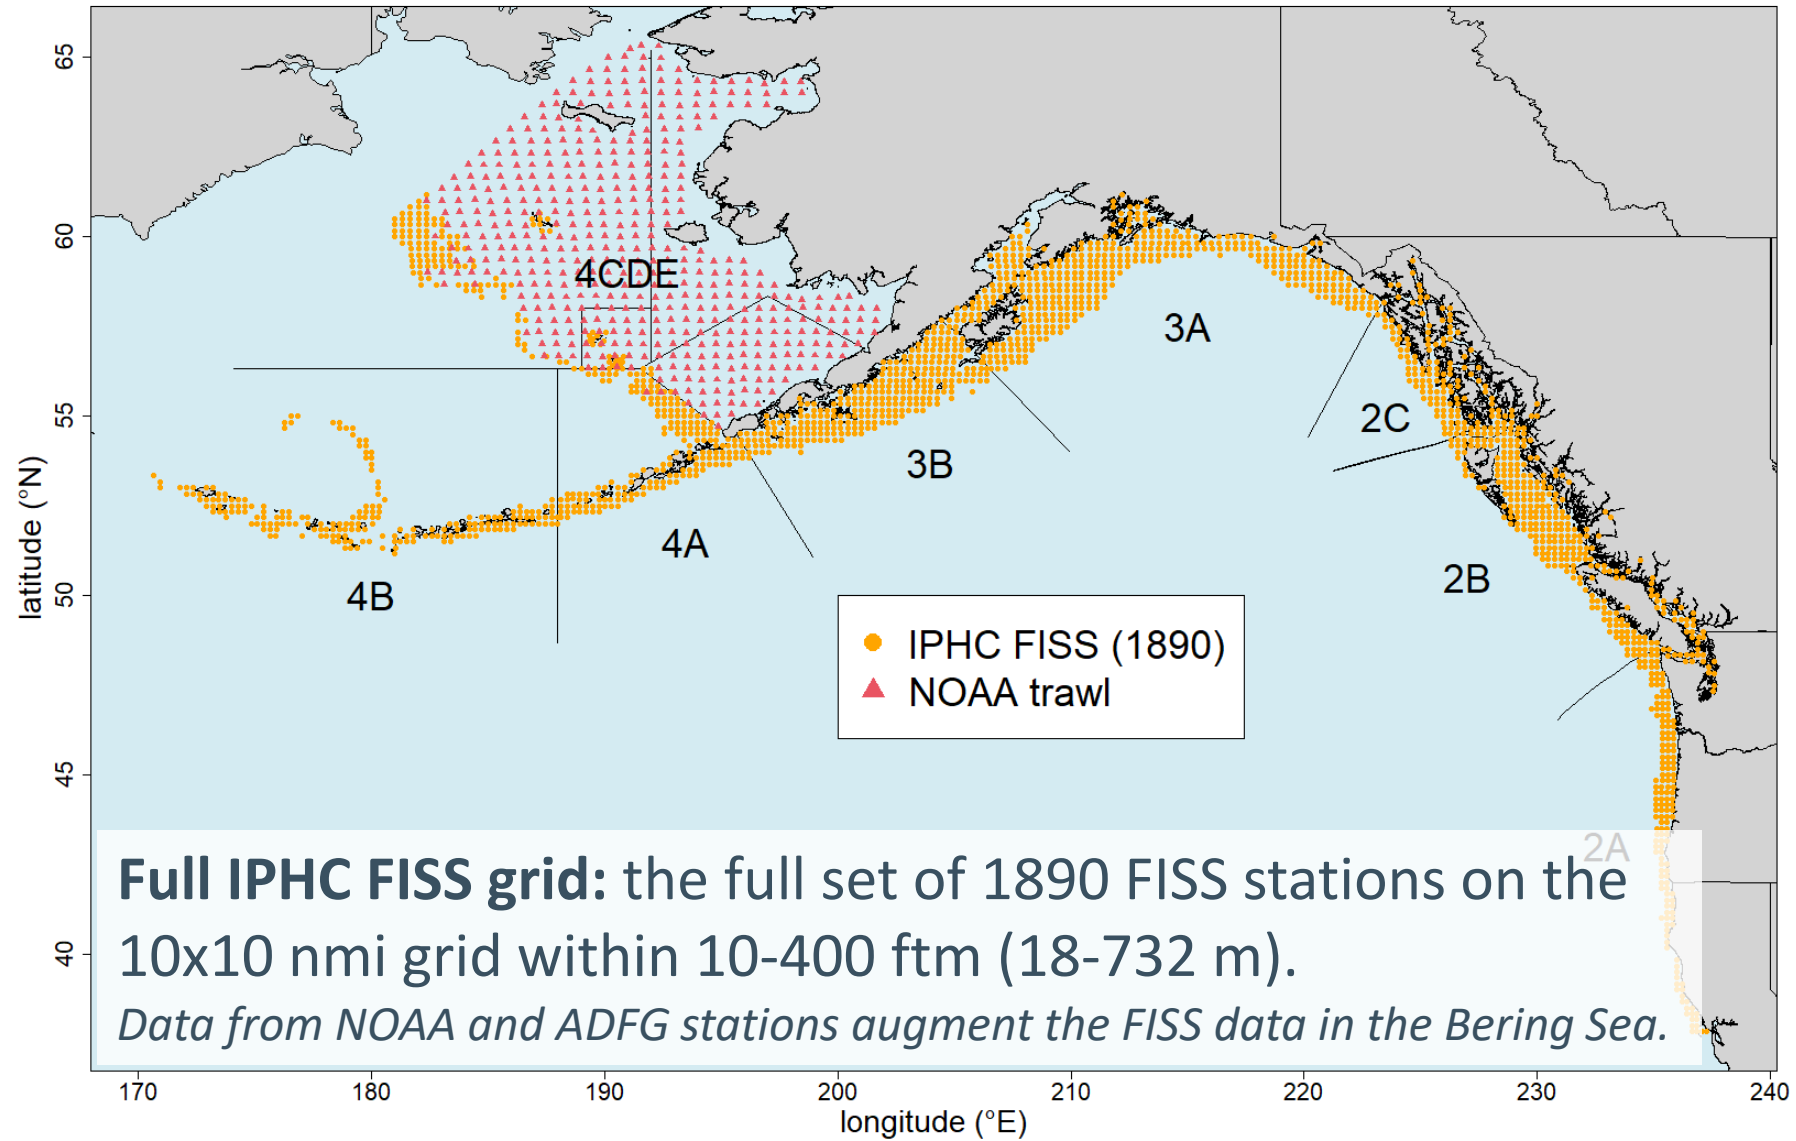 65
60
55
50
45
40
latitude (°N)
4CDE
3A
2C
3B
4A
2B
4B
IPHC FISS (1890)
NOAA trawl
2A
Full IPHC FISS grid: the full set of 1890 FISS stations on the
10x10 nmi grid within 10-400 ftm (18-732 m).
Data from NOAA and ADFG stations augment the FISS data in the Bering Sea.
170 180 190 200 210 220 230 240
longitude (°E)